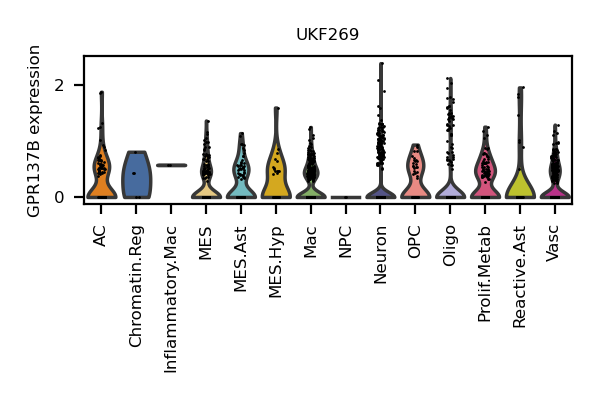 UKF269
GPR137B expression
2
0
AC
Chromatin.Reg
Inflammatory.Mac
MES
MES.Ast
MES.Hyp
Mac
NPC
Neuron
OPC
Oligo
Prolif.Metab
Reactive.Ast
Vasc